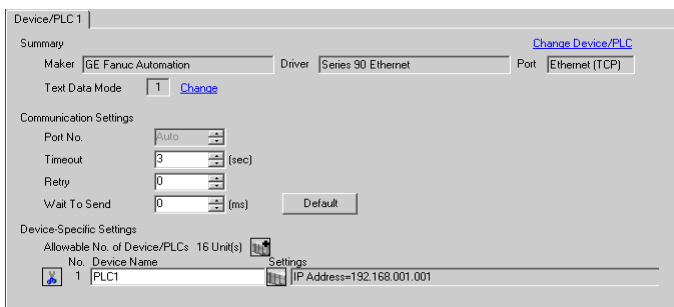 Device/PLC 1
Summary Change Device/PLC
Maker GE Fanuc Automation Driver Series 90 Ethernet Port Ethernet (TCP)
Text Data Mode 1 Change
Communication Settings
Port No. Auto
Timeout 3 (sec)
Retry 0
Wait To Send 0 (ms) Default
Device-Specific Settings
Allowable No. of Device/PLCs 16 Unit(s)
No. Device Name Settings
1 PLC1 IP Address=192.168.001.001